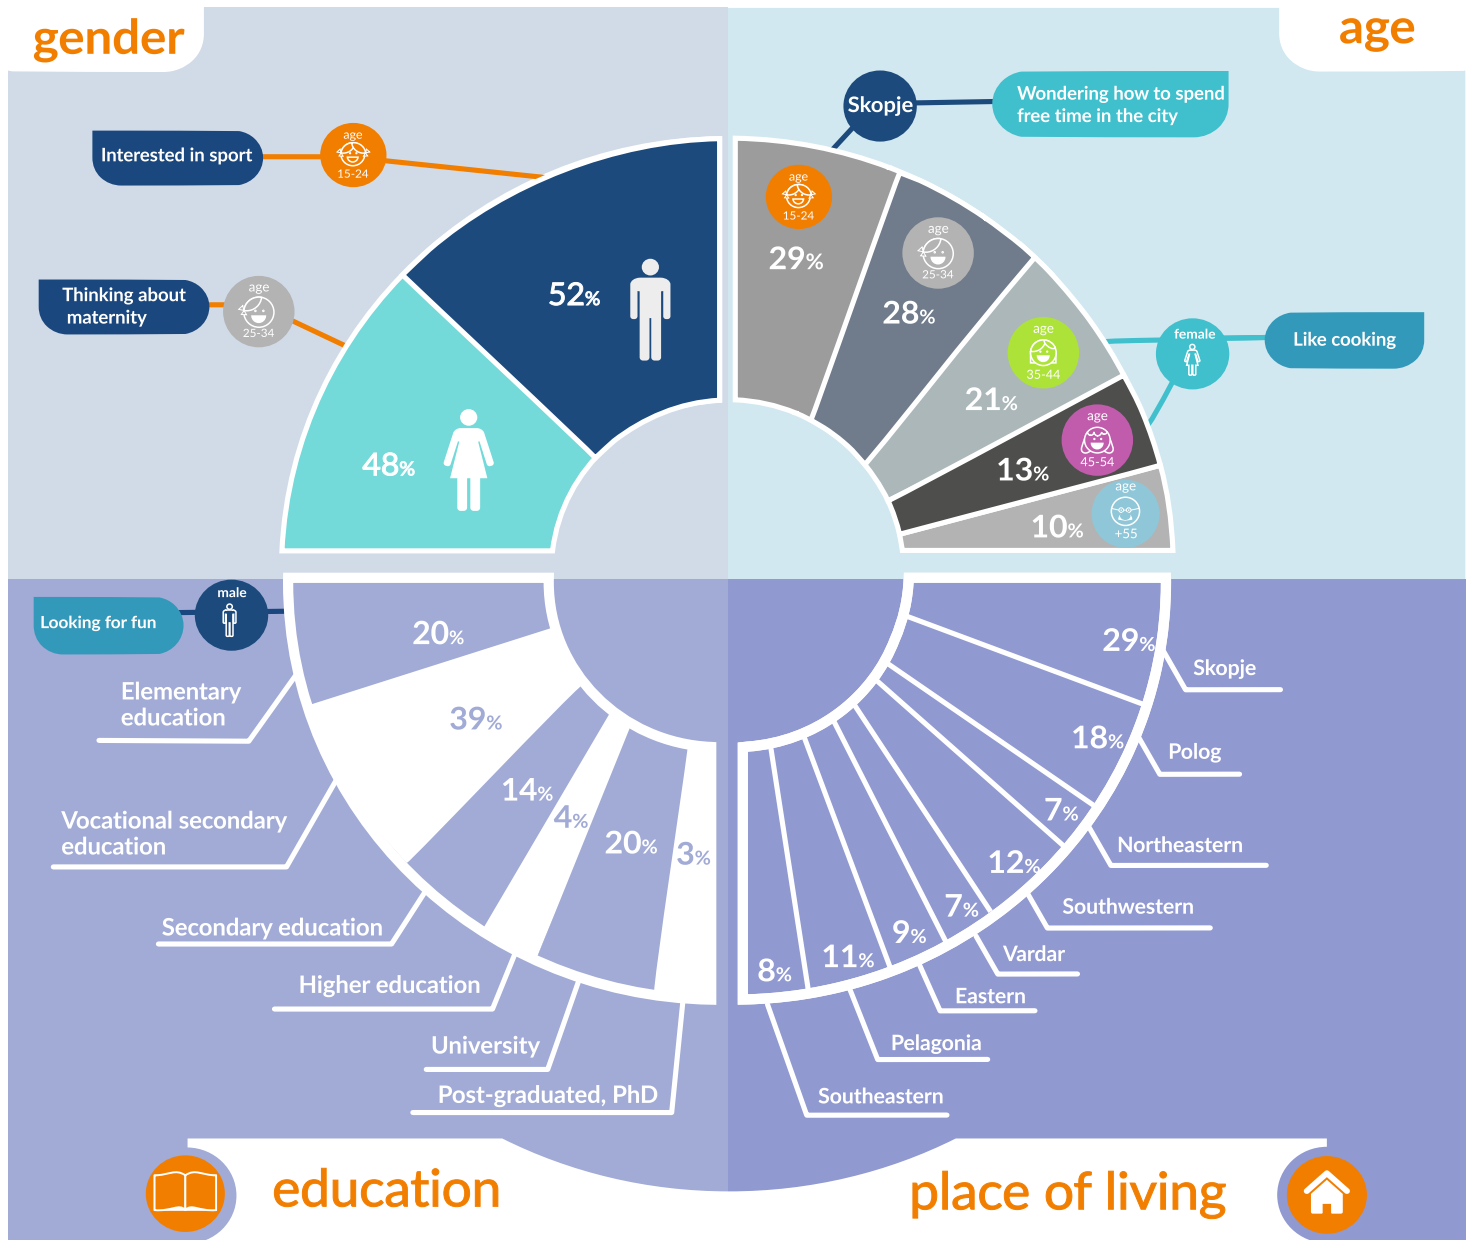 gender
age
Skopje
Wondering how to spend
free time in the city
Interested in sport
age
15-24
age
15-24
29%
age
25-34
28%
52%
Thinking about
maternity
age
25-34
age
35-44
21%
female
Like cooking
48%
age
45-54
13%
age
+55
10%
Looking for fun
male
20%
Elementary
education
39%
Vocational secondary
education
14%
4%
20%
3%
Secondary education
Higher education
University
Post-graduated, PhD
29%
Skopje
18%
Polog
7%
Northeastern
12%
Southwestern
7%
Vardar
9%
Eastern
11%
Pelagonia
8%
Southeastern
education
place of living